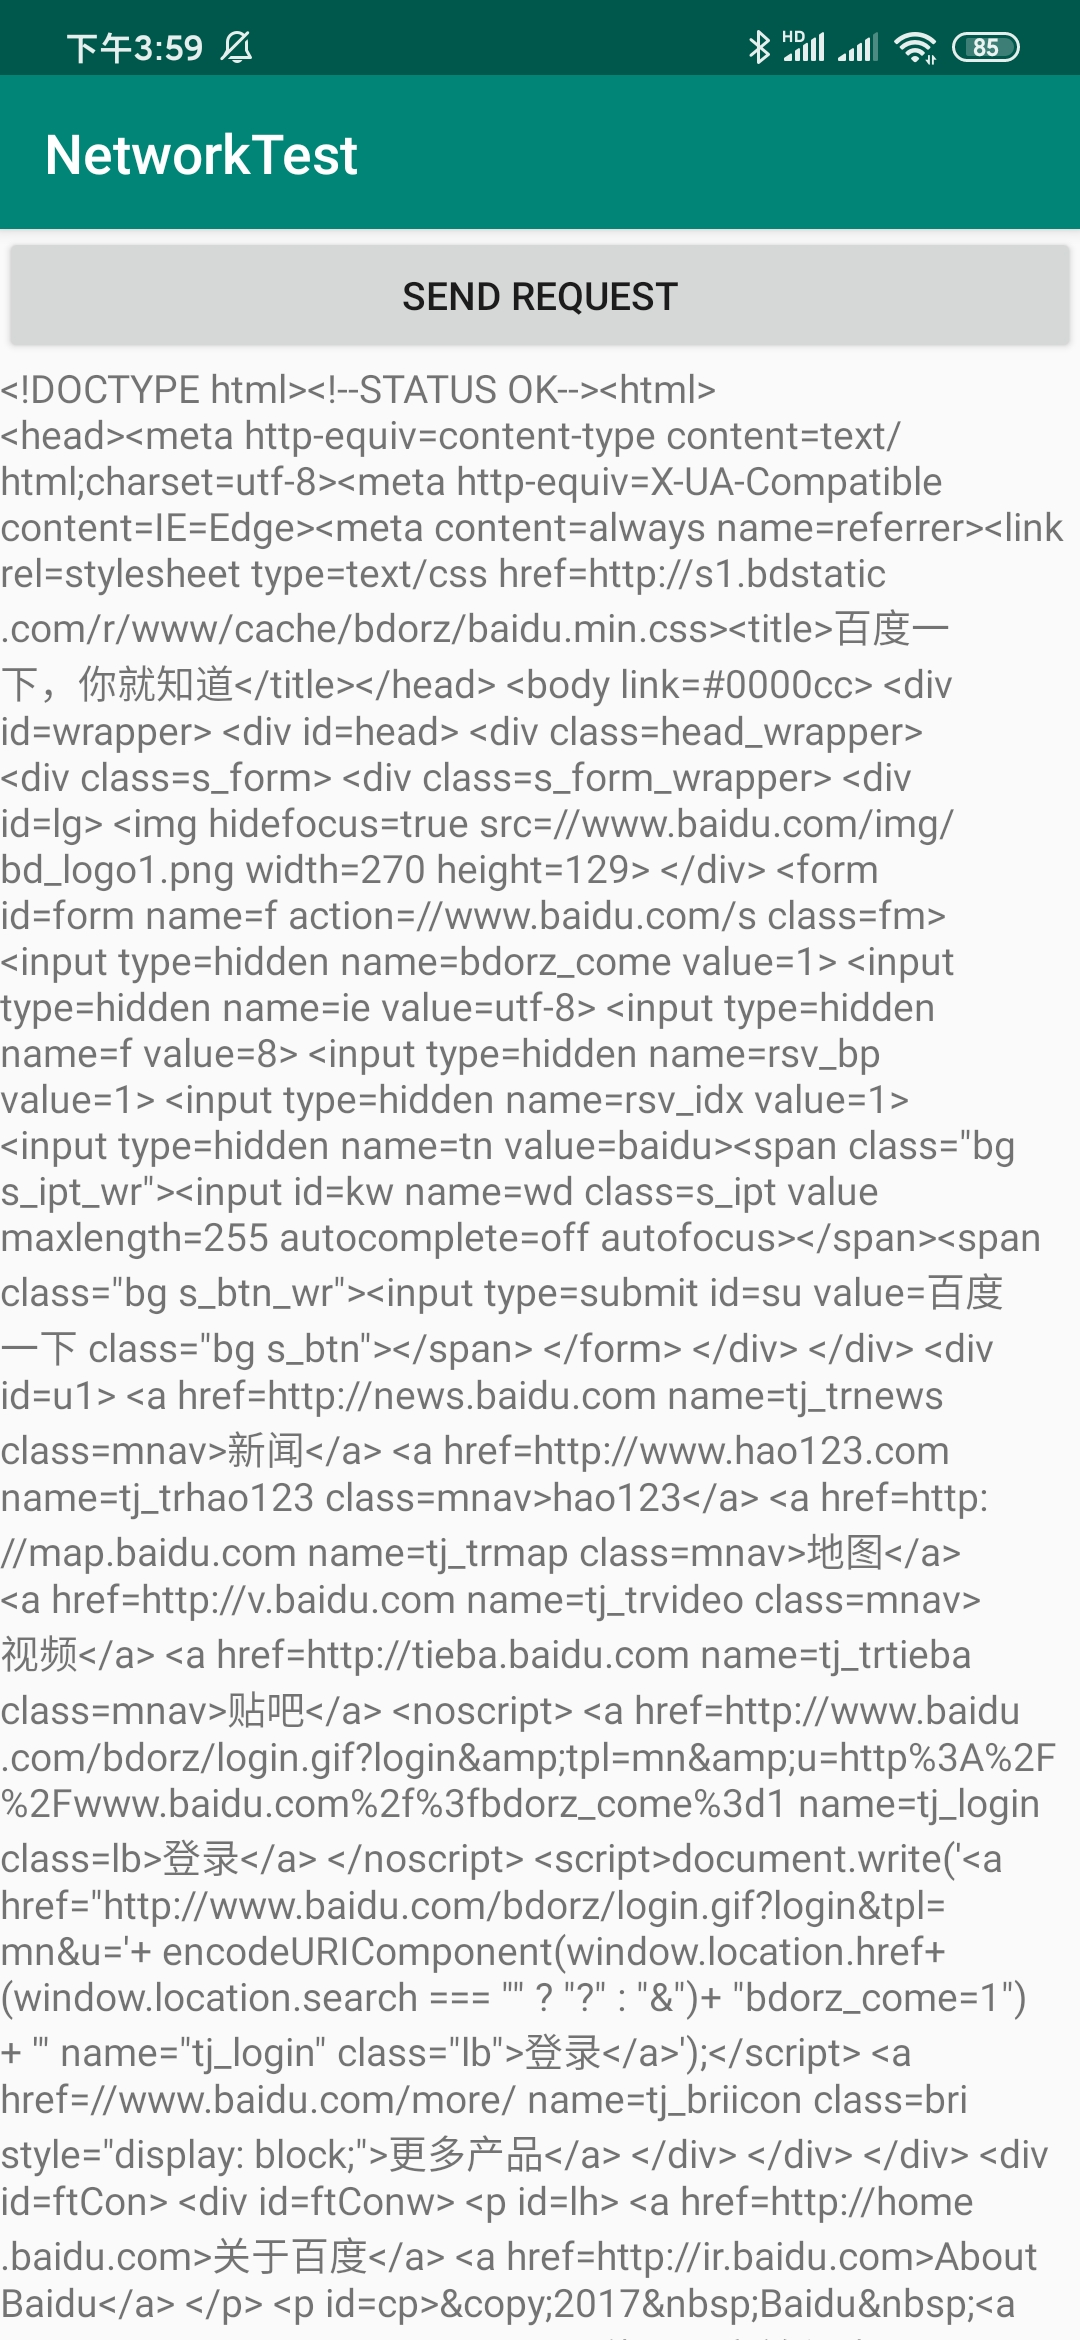 下午3:59
HD
85
NetworkTest
SEND REQUEST
<!DOCTYPE html><!--STATUS OK--><html>
<head><meta http-equiv=content-type content=text/
html;charset=utf-8><meta http-equiv=X-UA-Compatible
content=IE=Edge><meta content=always name=referrer><link
rel=stylesheet type=text/css href=http://s1.bdstatic
.com/r/www/cache/bdorz/baidu.min.css><title>百度一
下，你就知道</title></head> <body link=#0000cc> <div
id=wrapper> <div id=head> <div class=head_wrapper>
<div class=s_form> <div class=s_form_wrapper> <div
id=lg> <img hidefocus=true src=//www.baidu.com/img/
bd_logo1.png width=270 height=129> </div> <form
id=form name=f action=//www.baidu.com/s class=fm>
<input type=hidden name=bdorz_come value=1> <input
type=hidden name=ie value=utf-8> <input type=hidden
name=f value=8> <input type=hidden name=rsv_bp
value=1> <input type=hidden name=rsv_idx value=1>
<input type=hidden name=tn value=baidu><span class="bg
s_ipt_wr"><input id=kw name=wd class=s_ipt value
maxlength=255 autocomplete=off autofocus></span><span
class="bg s_btn_wr"><input type=submit id=su value=百度
一下 class="bg s_btn"></span> </form> </div> </div> <div
id=u1> <a href=http://news.baidu.com name=tj_trnews
class=mnav>新闻</a> <a href=http://www.hao123.com
name=tj_trhao123 class=mnav>hao123</a> <a href=http:
//map.baidu.com name=tj_trmap class=mnav>地图</a>
<a href=http://v.baidu.com name=tj_trvideo class=mnav>
视频</a> <a href=http://tieba.baidu.com name=tj_trtieba
class=mnav>贴吧</a> <noscript> <a href=http://www.baidu
.com/bdorz/login.gif?login&amp;tpl=mn&amp;u=http%3A%2F
%2Fwww.baidu.com%2f%3fbdorz_come%3d1 name=tj_login
class=lb>登录</a> </noscript> <script>document.write('<a
href="http://www.baidu.com/bdorz/login.gif?login&tpl=
mn&u='+ encodeURIComponent(window.location.href+
(window.location.search === "" ? "?" : "&")+ "bdorz_come=1")
+ '" name="tj_login" class="lb">登录</a>');</script> <a
href=//www.baidu.com/more/ name=tj_briicon class=bri
style="display: block;">更多产品</a> </div> </div> </div> <div
id=ftCon> <div id=ftConw> <p id=lh> <a href=http://home
.baidu.com>关于百度</a> <a href=http://ir.baidu.com>About
Baidu</a> </p> <p id=cp>&copy;2017&nbsp;Baidu&nbsp;<a